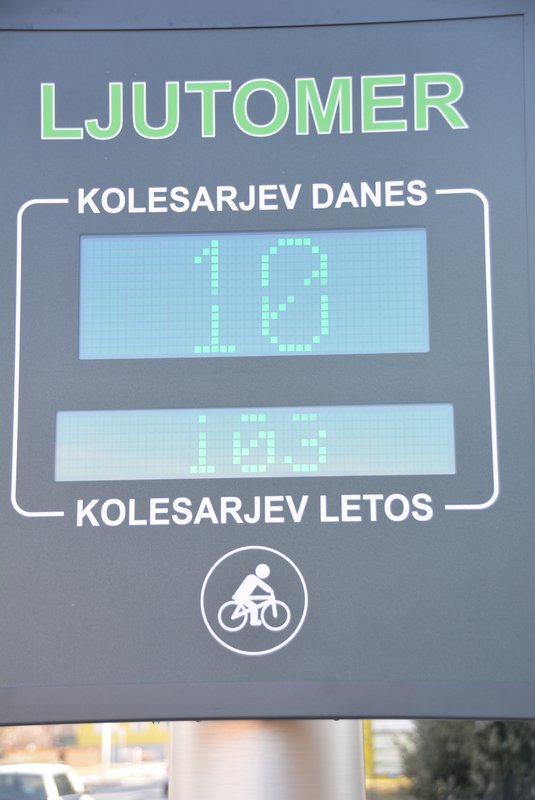 LJUTOMER
KOLESARJEV DANES
10
103
KOLESARJEV LETOS